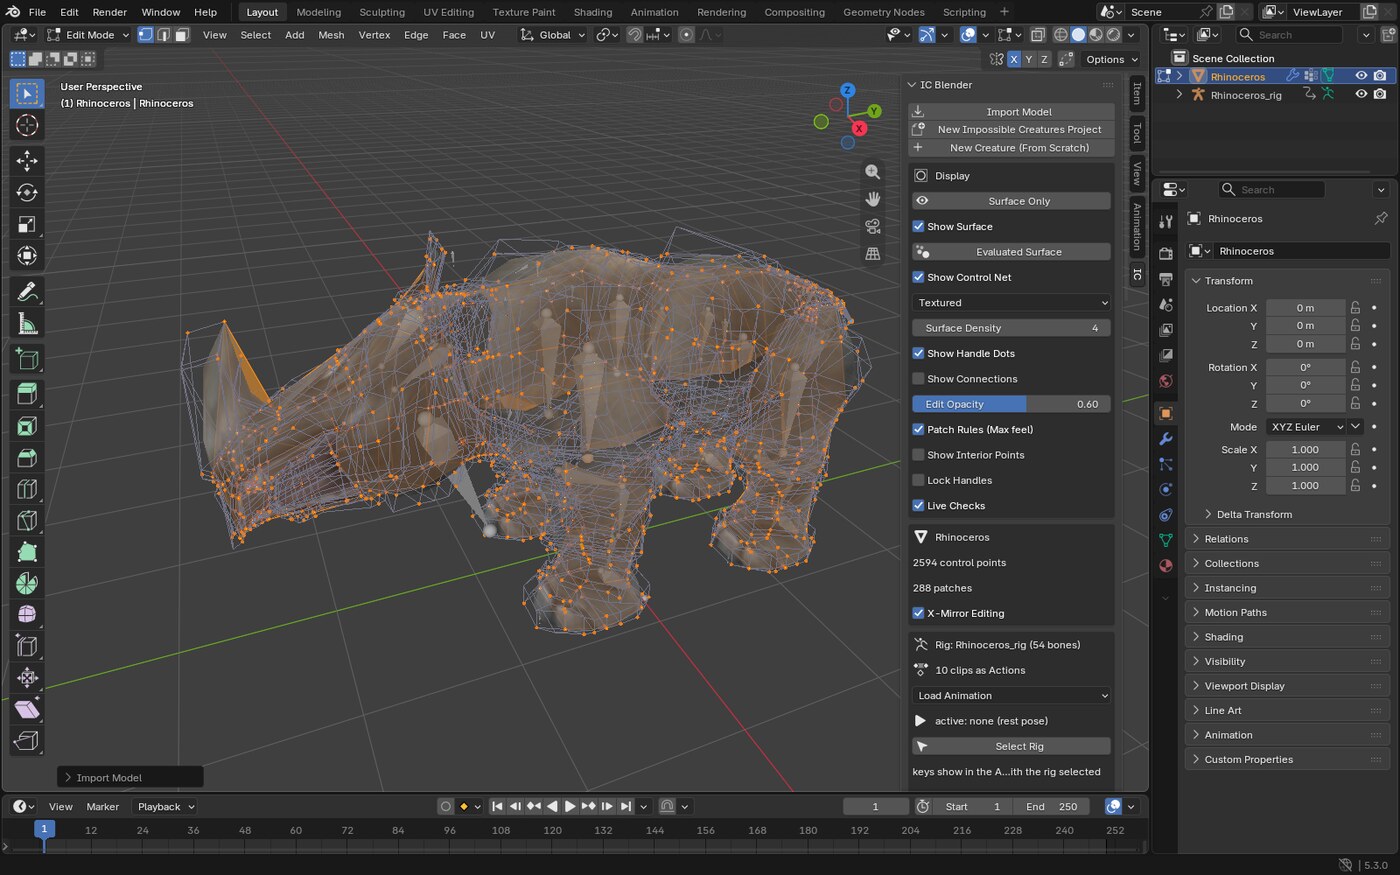 File Edit Render Window Help Layout Modeling Sculpting UV Editing Texture Paint Shading Animation Rendering Compositing Geometry Nodes Scripting + Scene ViewLayer
Edit Mode View Select Add Mesh Vertex Edge Face UV Global Search
X Y Z Options
Scene Collection
Rhinoceros
Rhinoceros_rig
User Perspective
(1) Rhinoceros | Rhinoceros
Z
Y
X
IC Blender
Import Model
New Impossible Creatures Project
New Creature (From Scratch)
Display
Surface Only
Show Surface
Evaluated Surface
Show Control Net
Textured
Surface Density 4
Show Handle Dots
Show Connections
Edit Opacity 0.60
Patch Rules (Max feel)
Show Interior Points
Lock Handles
Live Checks
Rhinoceros
2594 control points
288 patches
X-Mirror Editing
Rig: Rhinoceros_rig (54 bones)
10 clips as Actions
Load Animation
active: none (rest pose)
Select Rig
keys show in the A...ith the rig selected
Item
Tool
View
Animation
IC
Search
Rhinoceros
Rhinoceros
Transform
Location X 0 m
Y 0 m
Z 0 m
Rotation X 0°
Y 0°
Z 0°
Mode XYZ Euler
Scale X 1.000
Y 1.000
Z 1.000
Delta Transform
Relations
Collections
Instancing
Motion Paths
Shading
Visibility
Viewport Display
Line Art
Animation
Custom Properties
Import Model
View Marker Playback 1 Start 1 End 250
1 12 24 36 48 60 72 84 96 108 120 132 144 156 168 180 192 204 216 228 240 252
5.3.0